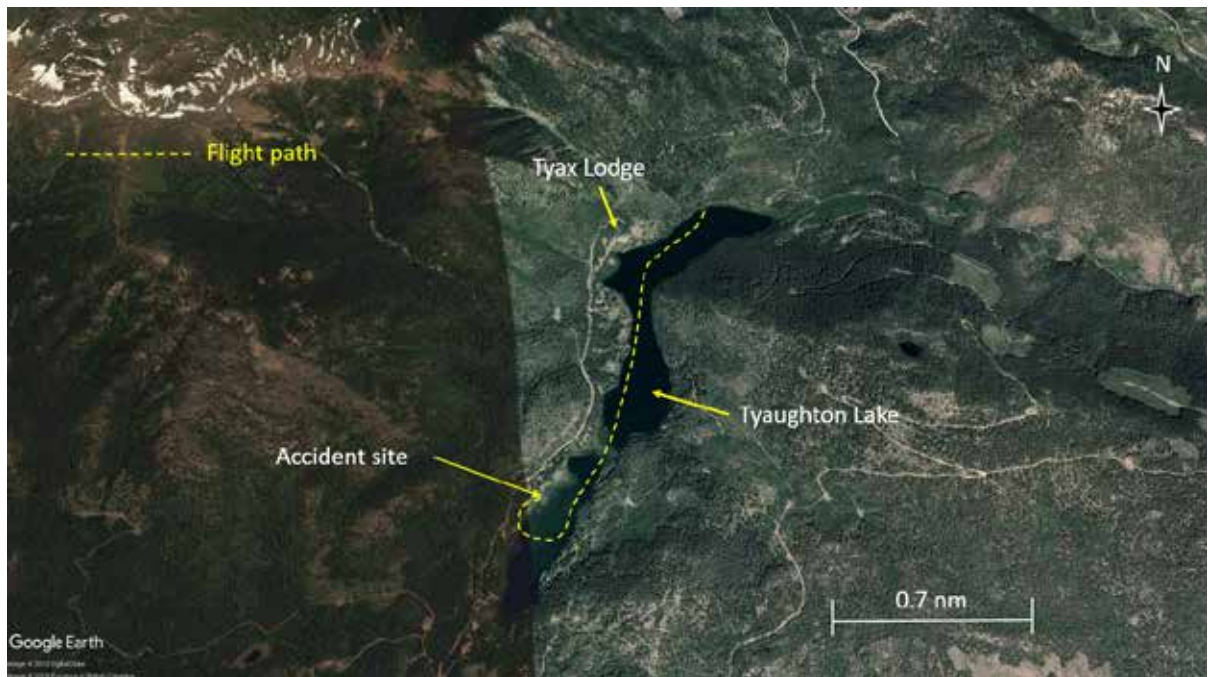 N
Flight path
Tyax Lodge
Tyaughton Lake
Accident site
0.7 nm
Google Earth